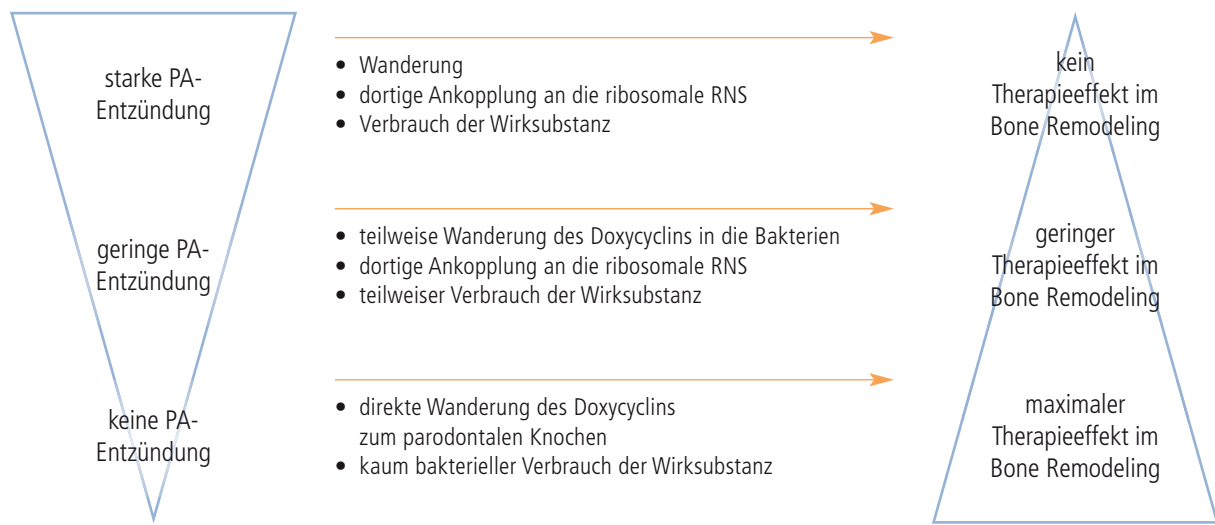 starke PA-
Entzündung
• Wanderung
• dortige Ankopplung an die ribosomale RNS
• Verbrauch der Wirksubstanz
kein
Therapieeffekt im
Bone Remodeling
geringe PA-
Entzündung
• teilweise Wanderung des Doxycyclins in die Bakterien
• dortige Ankopplung an die ribosomale RNS
• teilweiser Verbrauch der Wirksubstanz
geringer
Therapieeffekt im
Bone Remodeling
keine PA-
Entzündung
• direkte Wanderung des Doxycyclins
zum parodontalen Knochen
• kaum bakterieller Verbrauch der Wirksubstanz
maximaler
Therapieeffekt im
Bone Remodeling